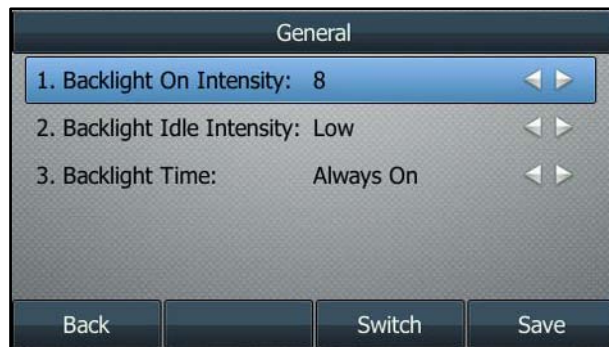 General
1. Backlight On Intensity: 8
2. Backlight Idle Intensity: Low
3. Backlight Time: Always On
Back Switch Save